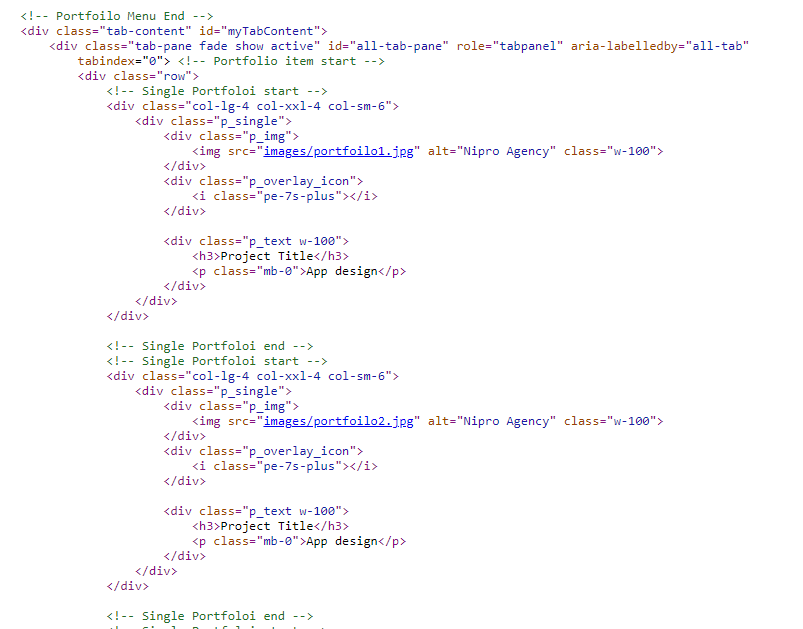 <!-- Portfoilo Menu End -->
<div class="tab-content" id="myTabContent">
<div class="tab-pane fade show active" id="all-tab-pane" role="tabpanel" aria-labelledby="all-tab"
tabindex="0"> <!-- Portfolio item start -->
<div class="row">
<!-- Single Portfoloi start -->
<div class="col-lg-4 col-xxl-4 col-sm-6">
<div class="p_single">
<div class="p_img">
<img src="images/portfoilo1.jpg" alt="Nipro Agency" class="w-100">
</div>
<div class="p_overlay_icon">
<i class="pe-7s-plus"></i>
</div>
<div class="p_text w-100">
<h3>Project Title</h3>
<p class="mb-0">App design</p>
</div>
</div>
</div>
<!-- Single Portfoloi end -->
<!-- Single Portfoloi start -->
<div class="col-lg-4 col-xxl-4 col-sm-6">
<div class="p_single">
<div class="p_img">
<img src="images/portfoilo2.jpg" alt="Nipro Agency" class="w-100">
</div>
<div class="p_overlay_icon">
<i class="pe-7s-plus"></i>
</div>
<div class="p_text w-100">
<h3>Project Title</h3>
<p class="mb-0">App design</p>
</div>
</div>
</div>
<!-- Single Portfoloi end -->